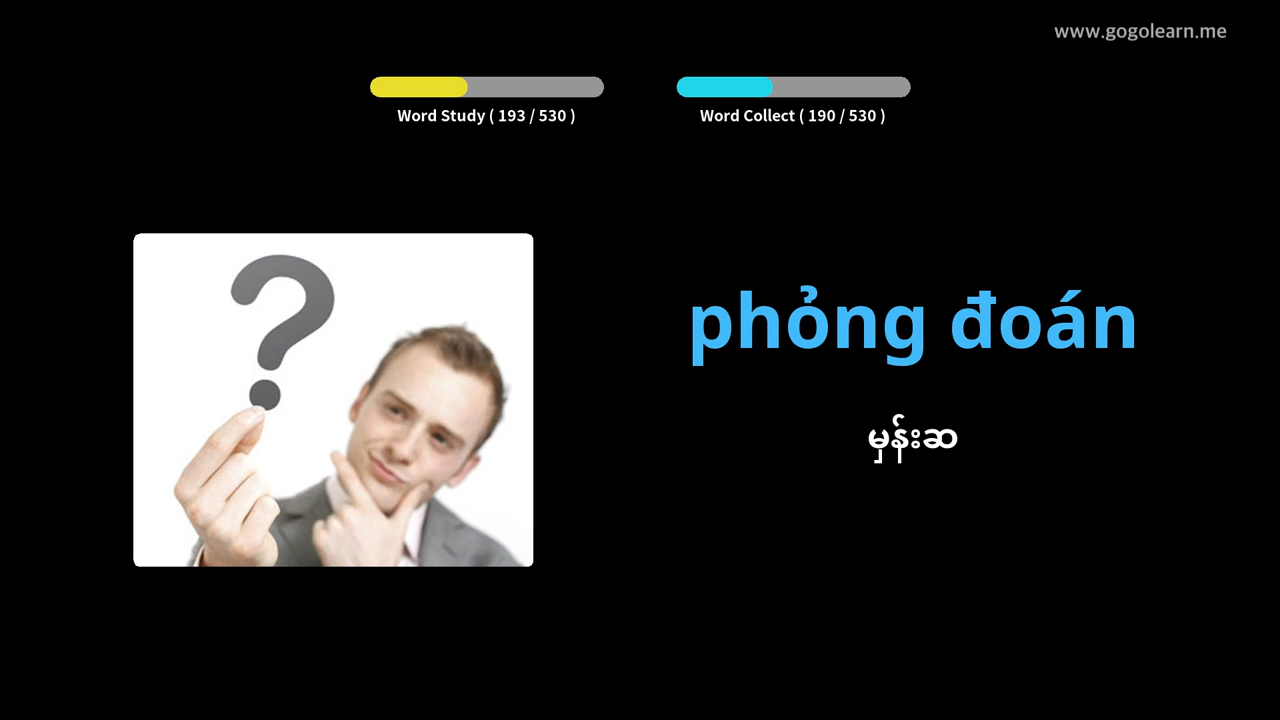 www.gogolearn.me
Word Study ( 193 / 530 )
Word Collect ( 190 / 530 )
phỏng đoán
မှန်းဆ